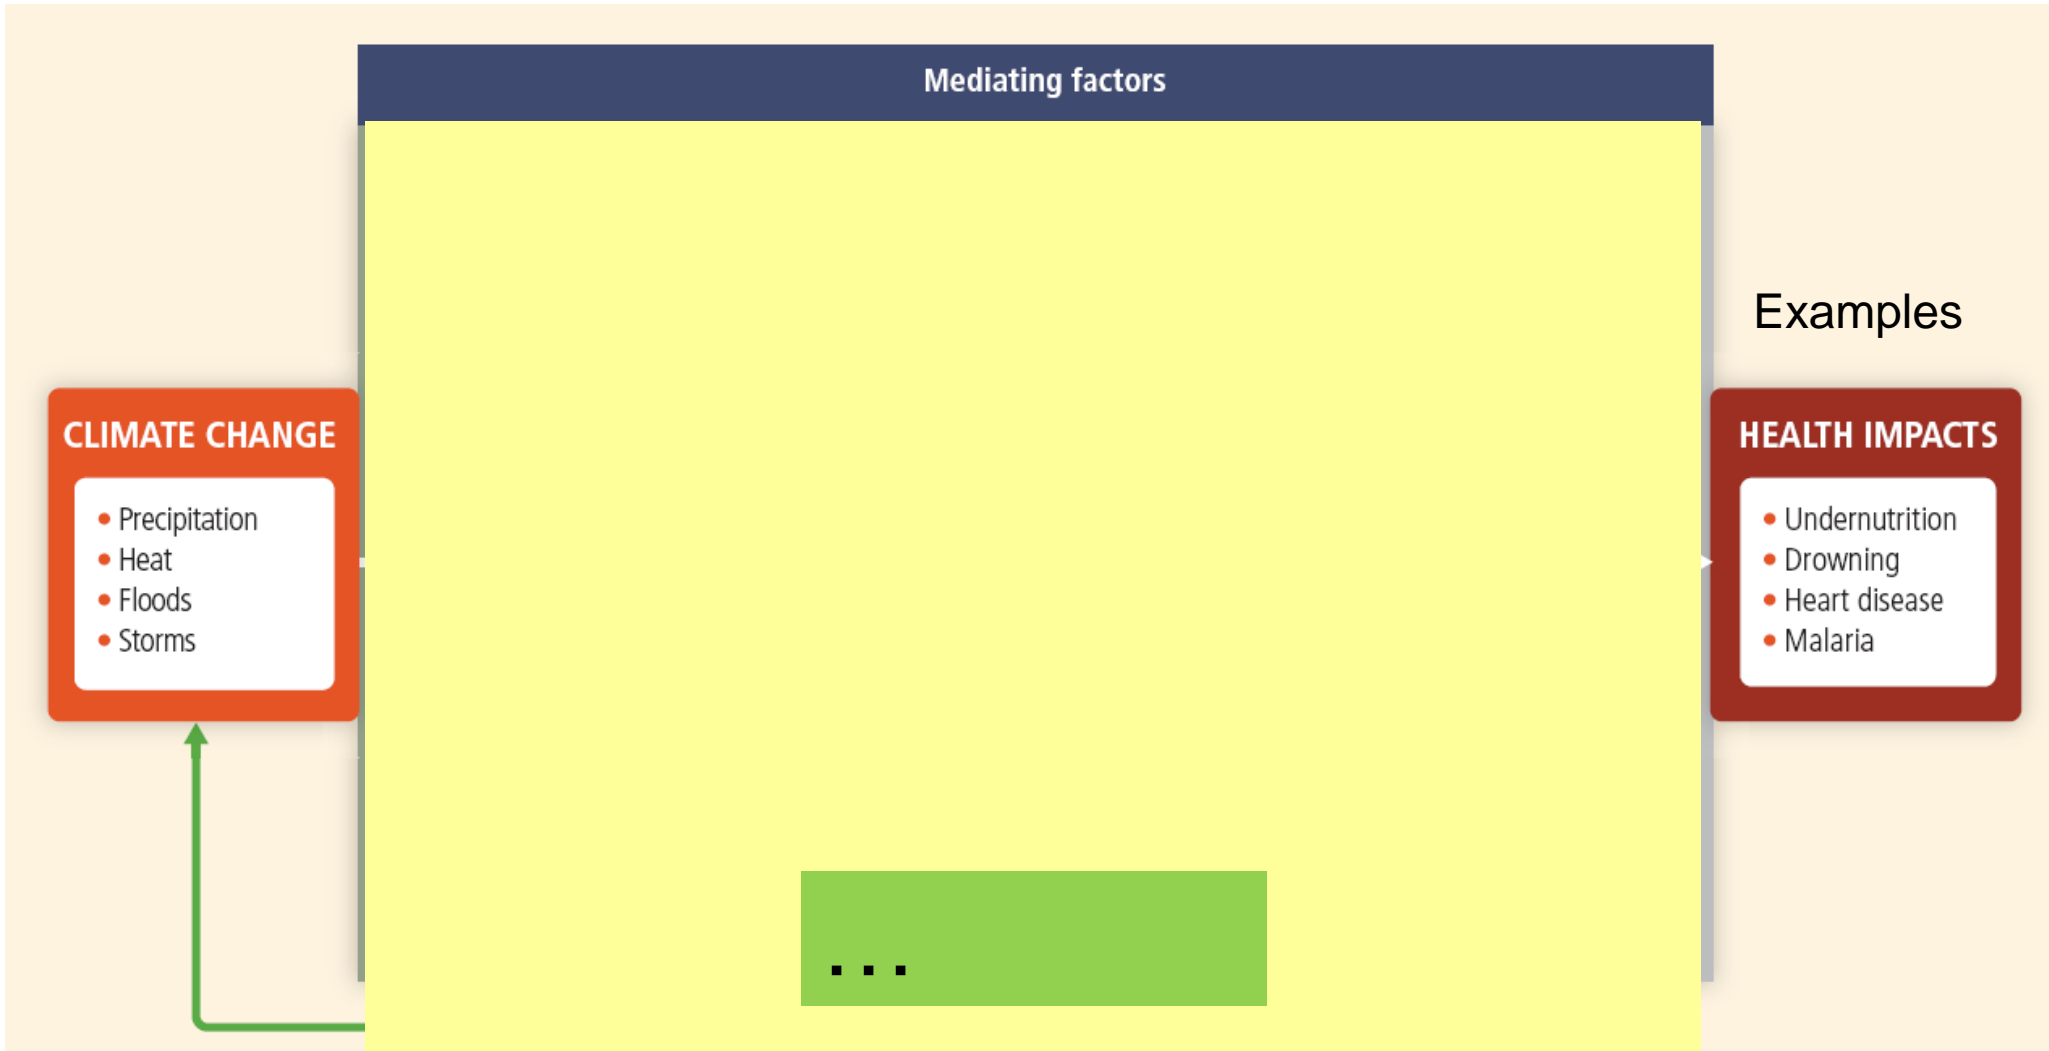 Mediating factors
Examples
CLIMATE CHANGE
• Precipitation
• Heat
• Floods
• Storms
HEALTH IMPACTS
• Undernutrition
• Drowning
• Heart disease
• Malaria
...